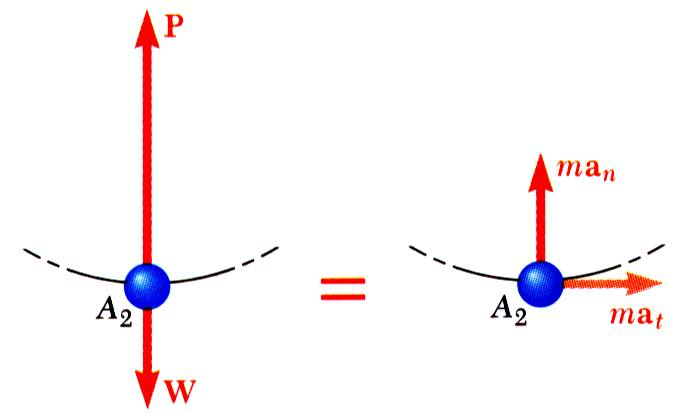 P
A₂
W
=
maₙ
A₂
maₜ